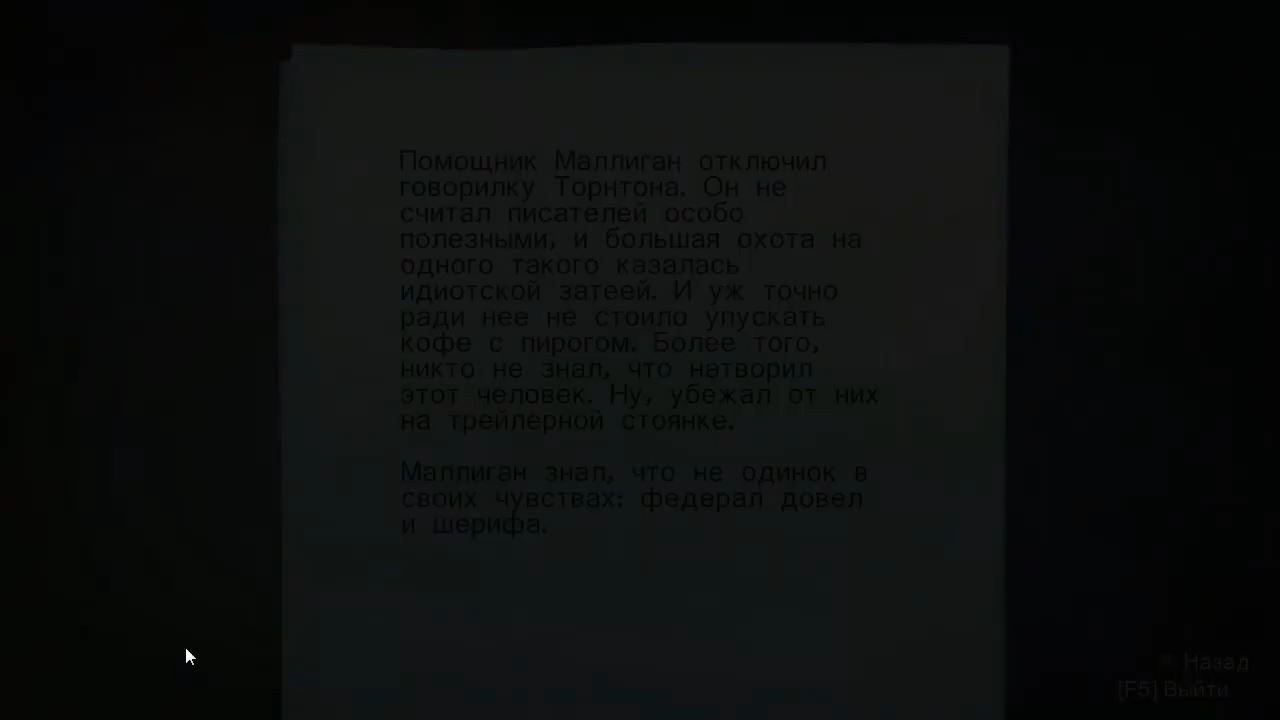 Помощник Маллиган отключил
говорилку Торнтона. Он не
считал писателей особо
полезными, и большая охота на
одного такого казалась
идиотской затеей. И уж точно
ради нее не стоило упускать
кофе с пирогом. Более того,
никто не знал, что натворил
этот человек. Ну, убежал от них
на трейлерной стоянке.
Маллиган знал, что не одинок в
своих чувствах: федерал довел
и шерифа.
Назад
[F5] Выйти